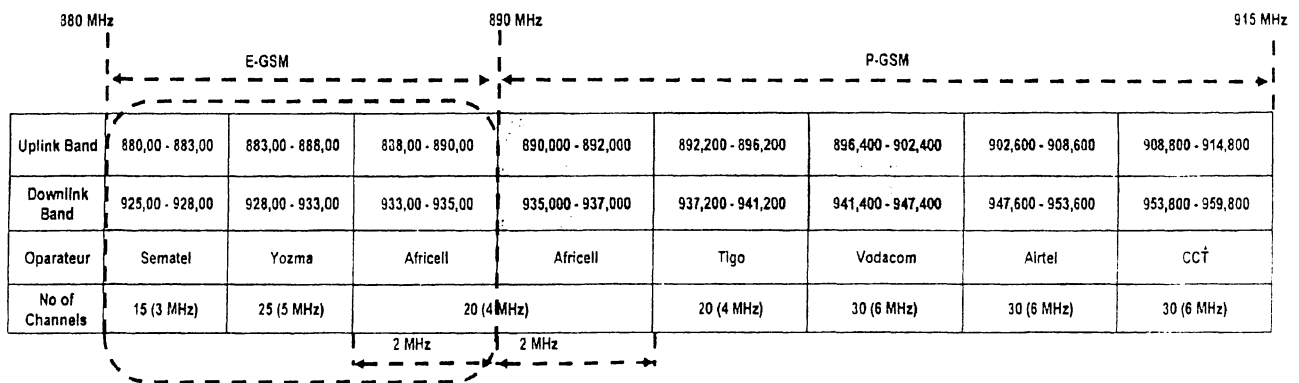 880 MHz 890 MHz 915 MHz
E-GSM P-GSM
Uplink Band 880,00 - 883,00 883,00 - 888,00 838,00 - 890,00 890,000 - 892,000 892,200 - 896,200 896,400 - 902,400 902,600 - 908,600 908,800 - 914,800
Downlink Band 925,00 - 928,00 928,00 - 933,00 933,00 - 935,00 935,000 - 937,000 937,200 - 941,200 941,400 - 947,400 947,600 - 953,600 953,800 - 959,800
Oparateur Sematel Yozma Africell Africell Tigo Vodacom Airtel CCT
No of Channels 15 (3 MHz) 25 (5 MHz) 20 (4 MHz) 20 (4 MHz) 30 (6 MHz) 30 (6 MHz) 30 (6 MHz)
2 MHz 2 MHz